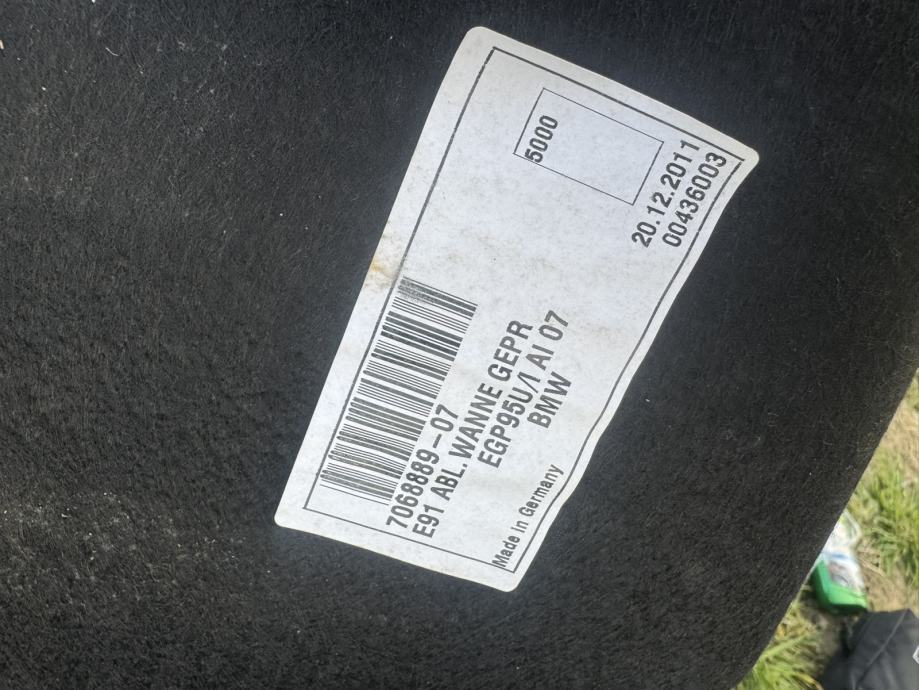 5000
20.12.2011
00436003
7068889-07
E91 ABL.WANNE GEPR
EGP95U/I AI 07
BMW
Made in Germany